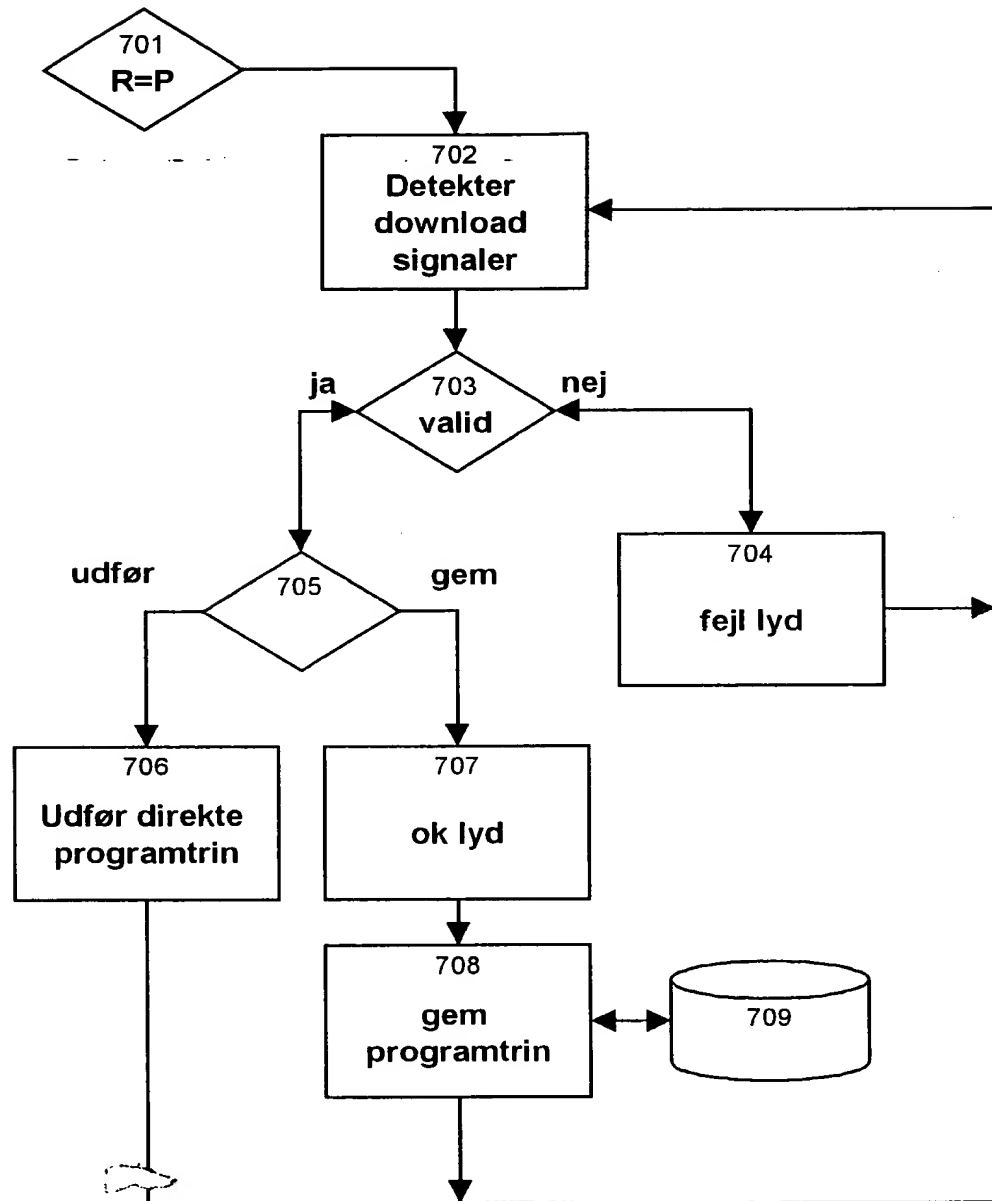 701
R=P
702
Detekter
download
signaler
ja
703
valid
nej
udfør
705
gem
704
fejl lyd
706
Udfør direkte
programtrin
707
ok lyd
708
gem
programtrin
709